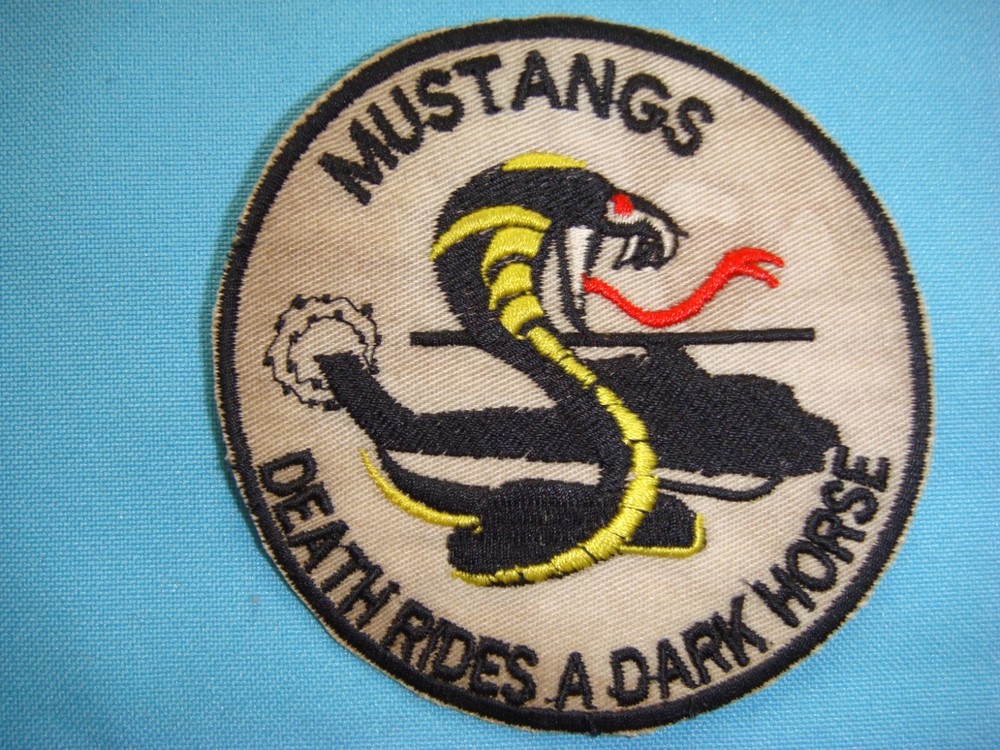 MUSTANGS
DEATH RIDES A DARK HORSE